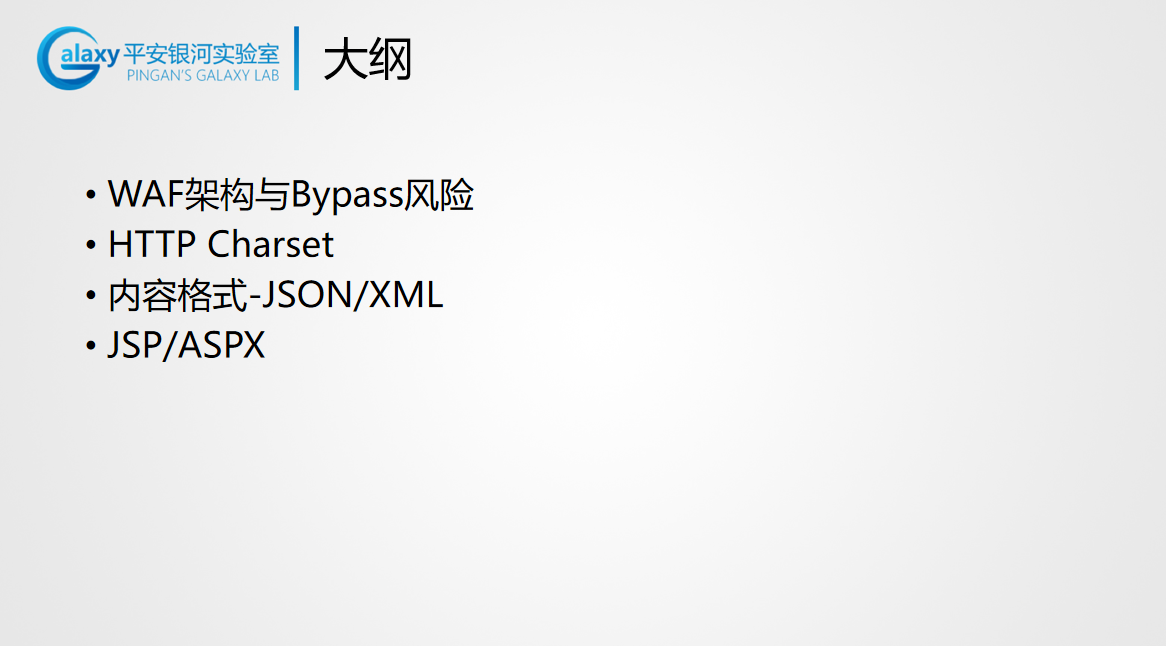 Galaxy 平安银河实验室
PINGAN'S GALAXY LAB
大纲
• WAF架构与Bypass风险
• HTTP Charset
• 内容格式-JSON/XML
• JSP/ASPX